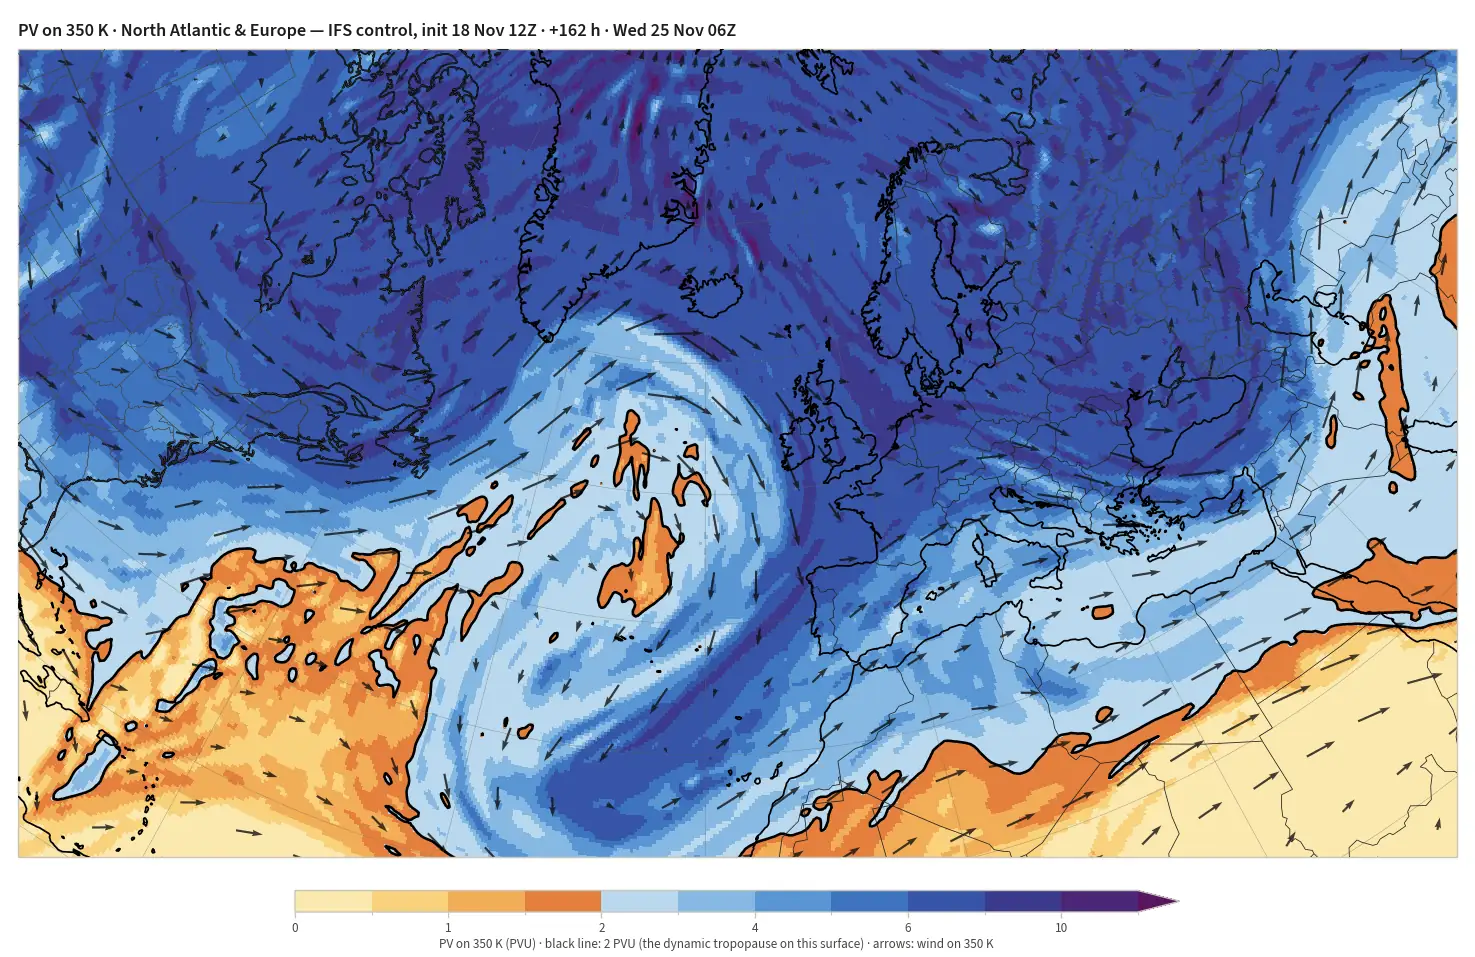 PV on 350 K · North Atlantic & Europe — IFS control, init 18 Nov 12Z · +162 h · Wed 25 Nov 06Z
0 1 2 4 6 10
PV on 350 K (PVU) · black line: 2 PVU (the dynamic tropopause on this surface) · arrows: wind on 350 K